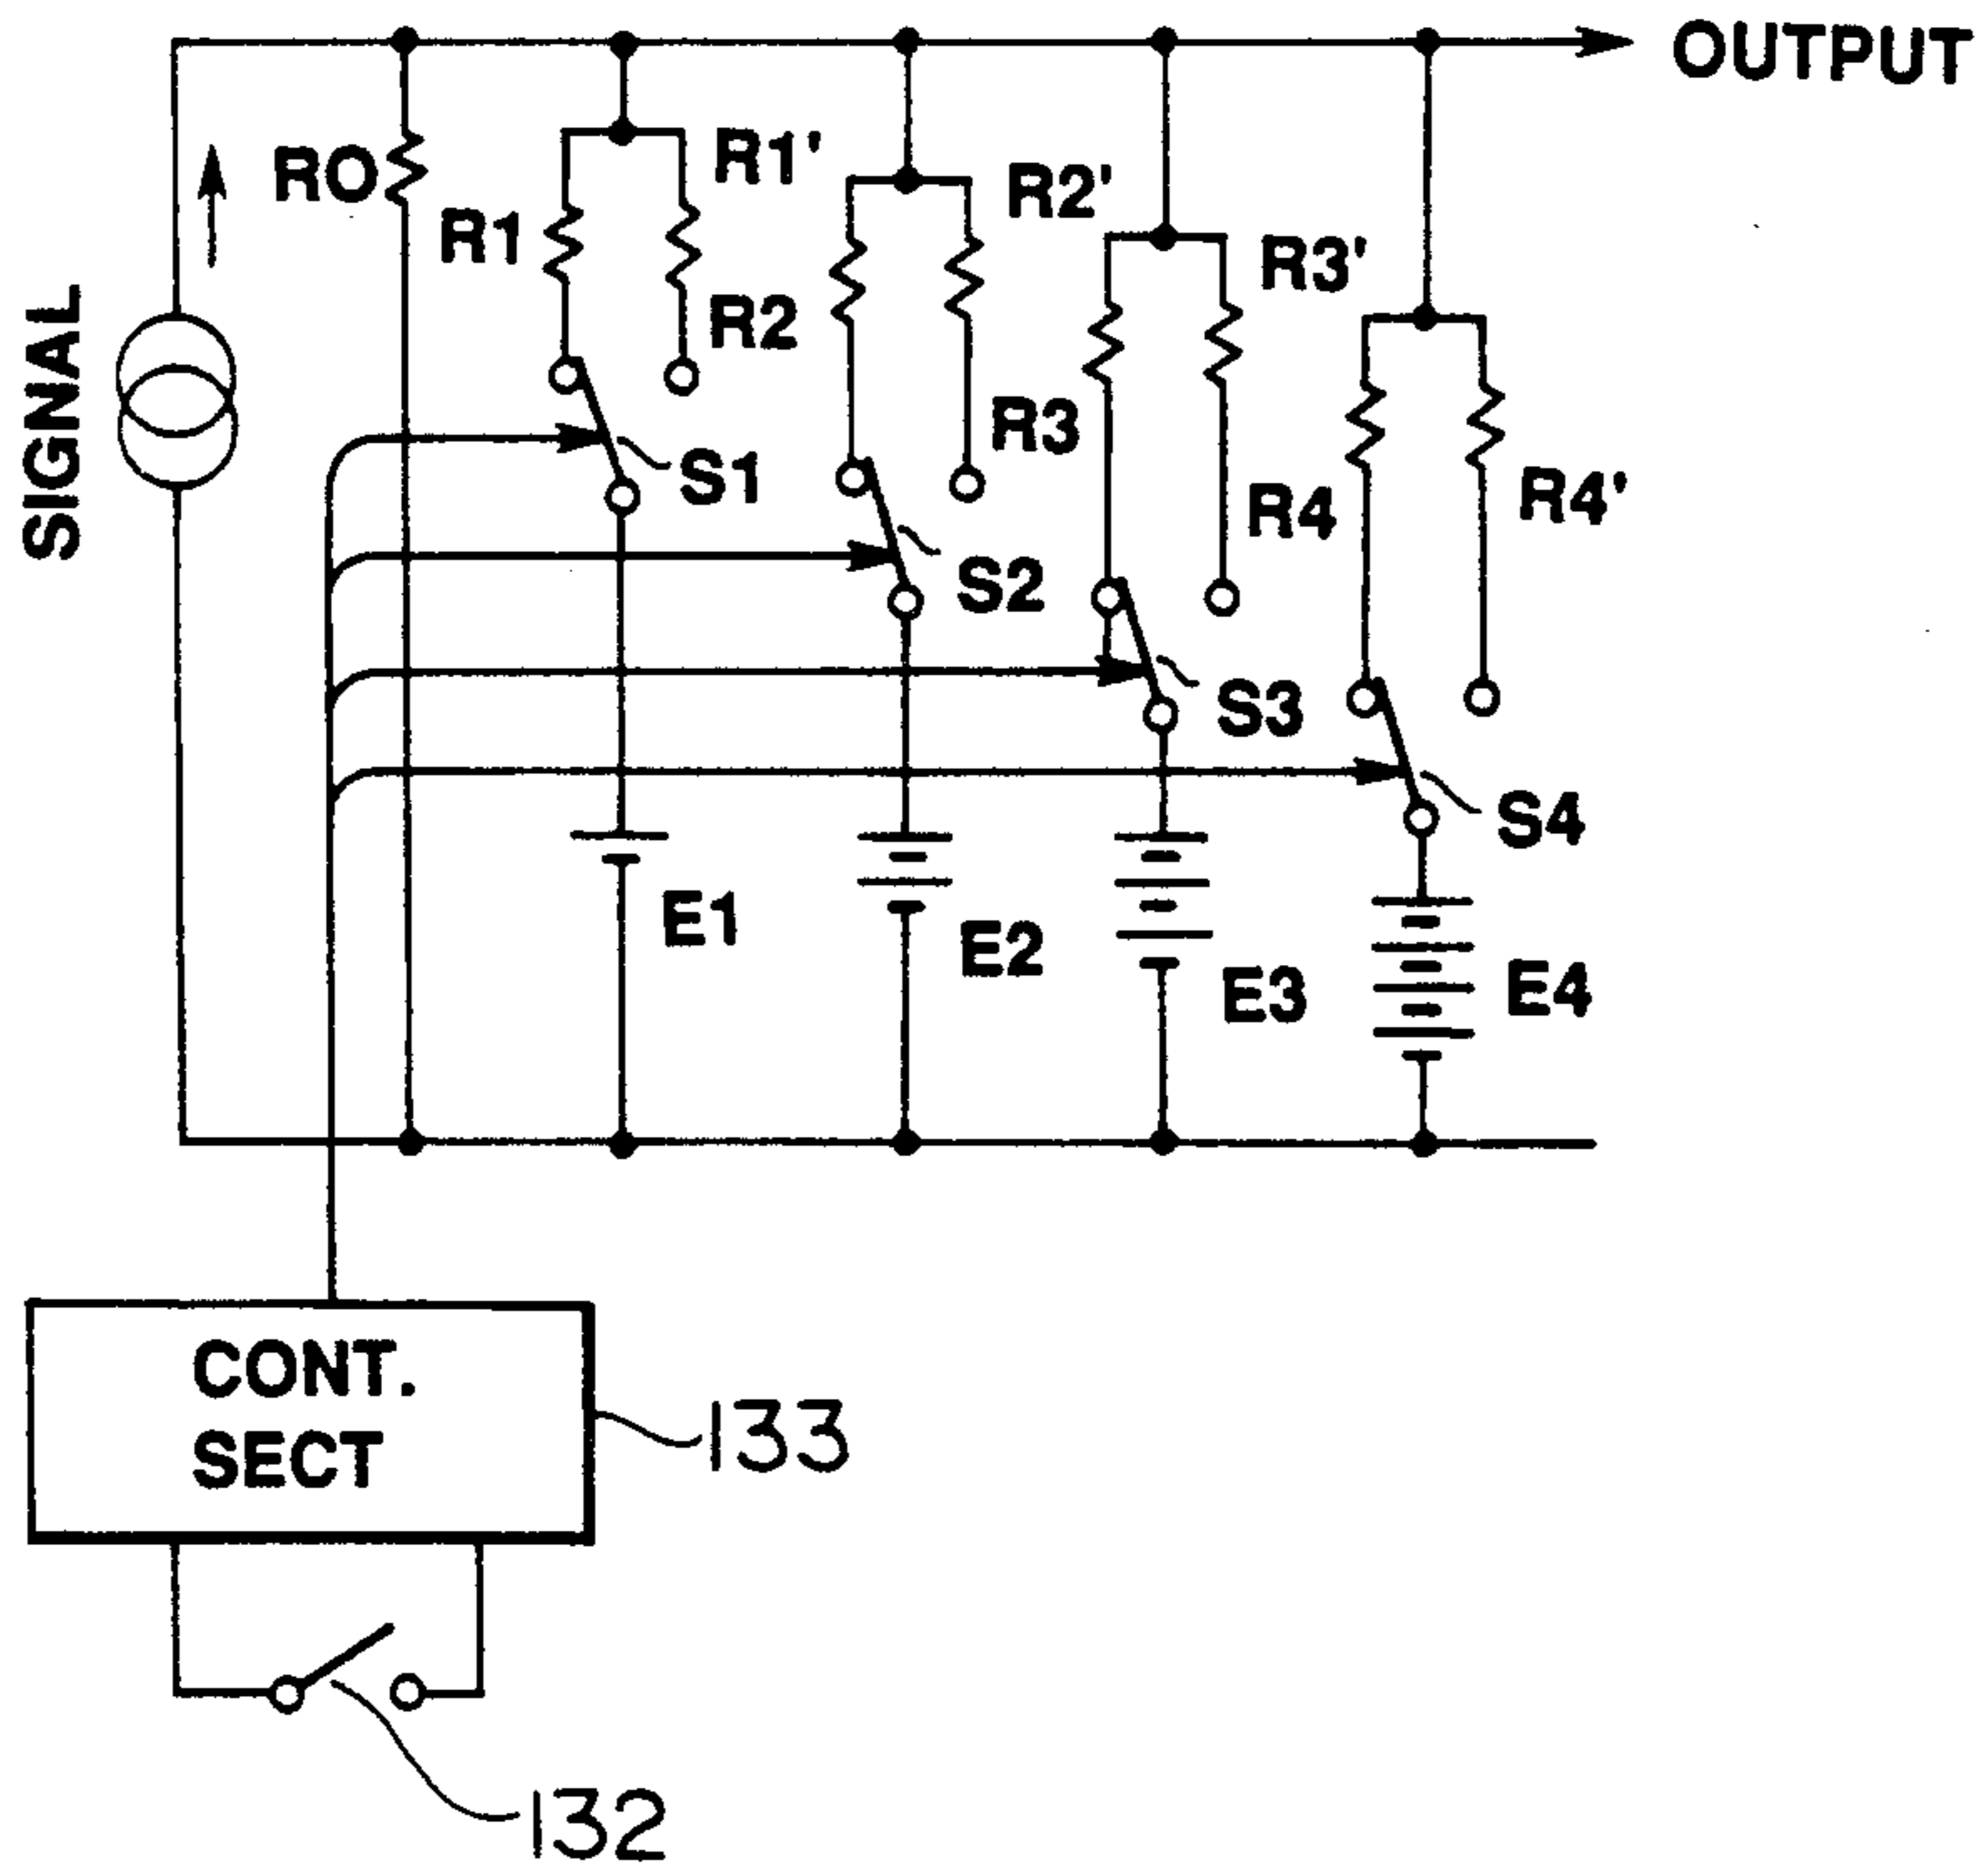 OUTPUT
RO
R1
R1'
R2
R2'
R3
R3'
R4
R4'
SIGNAL
S1
S2
S3
S4
E1
E2
E3
E4
CONT.
SECT
133
132